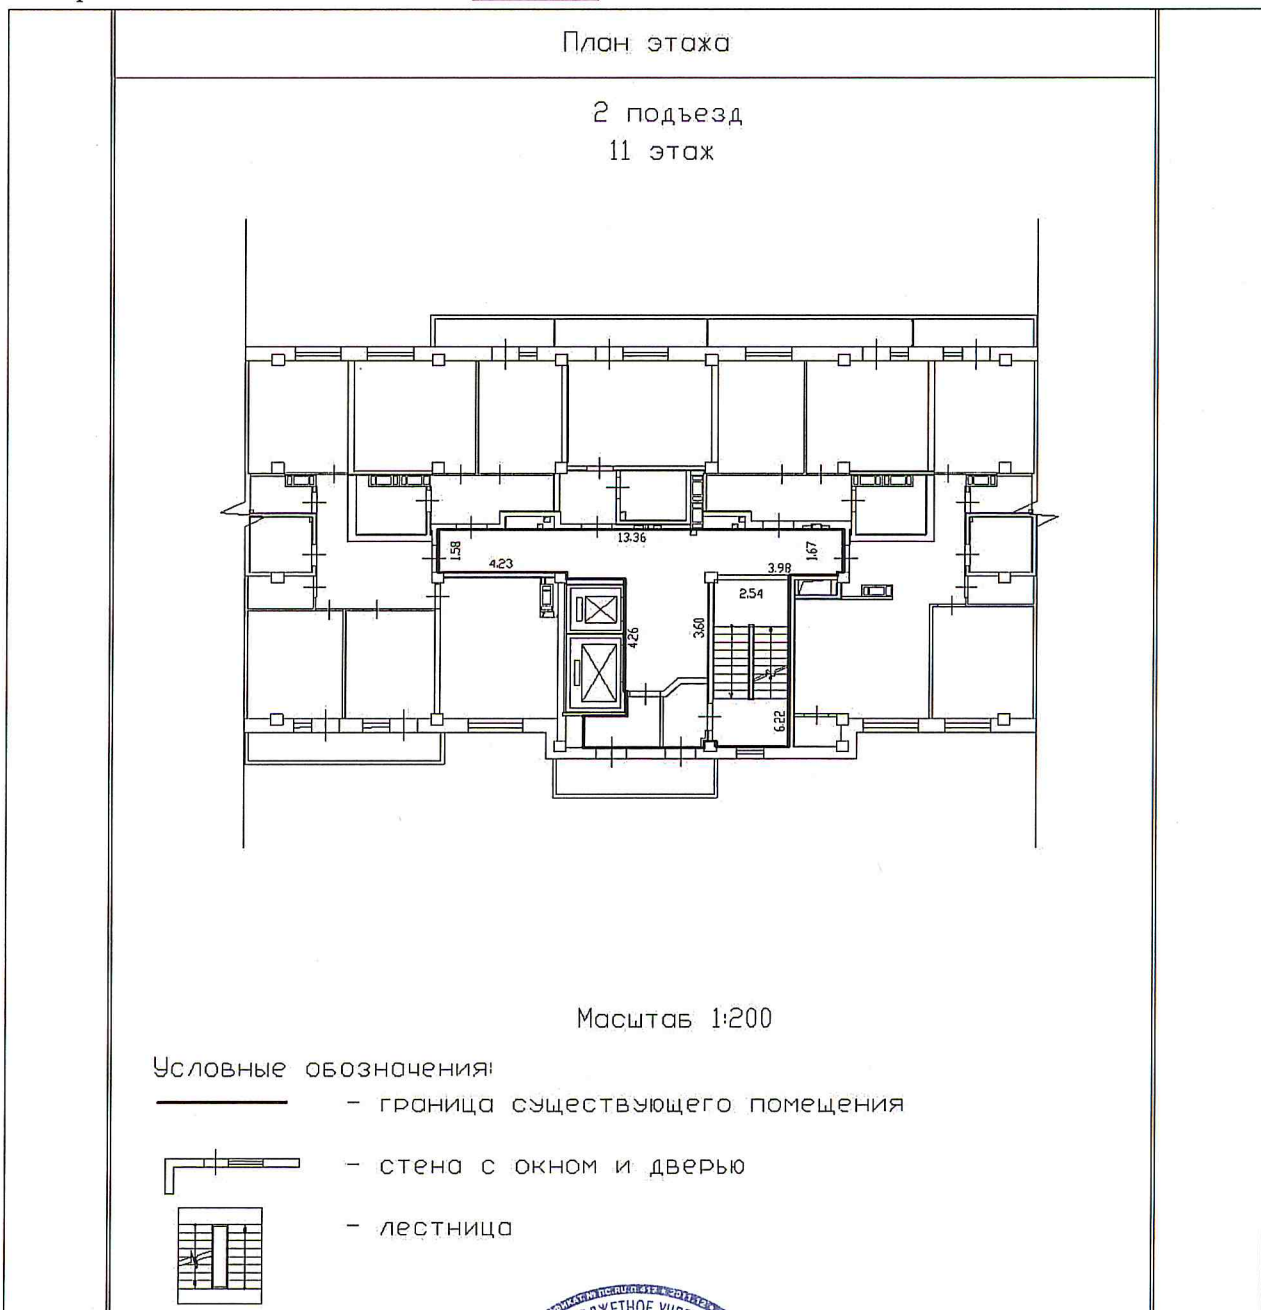 План этажа
2 подъезд
11 этаж
13.36
1.58
1.67
4.23
3.98
2.54
4.26
3.60
6.22
Масштаб 1:200
Условные обозначения:
- граница существующего помещения
- стена с окном и дверью
- лестница